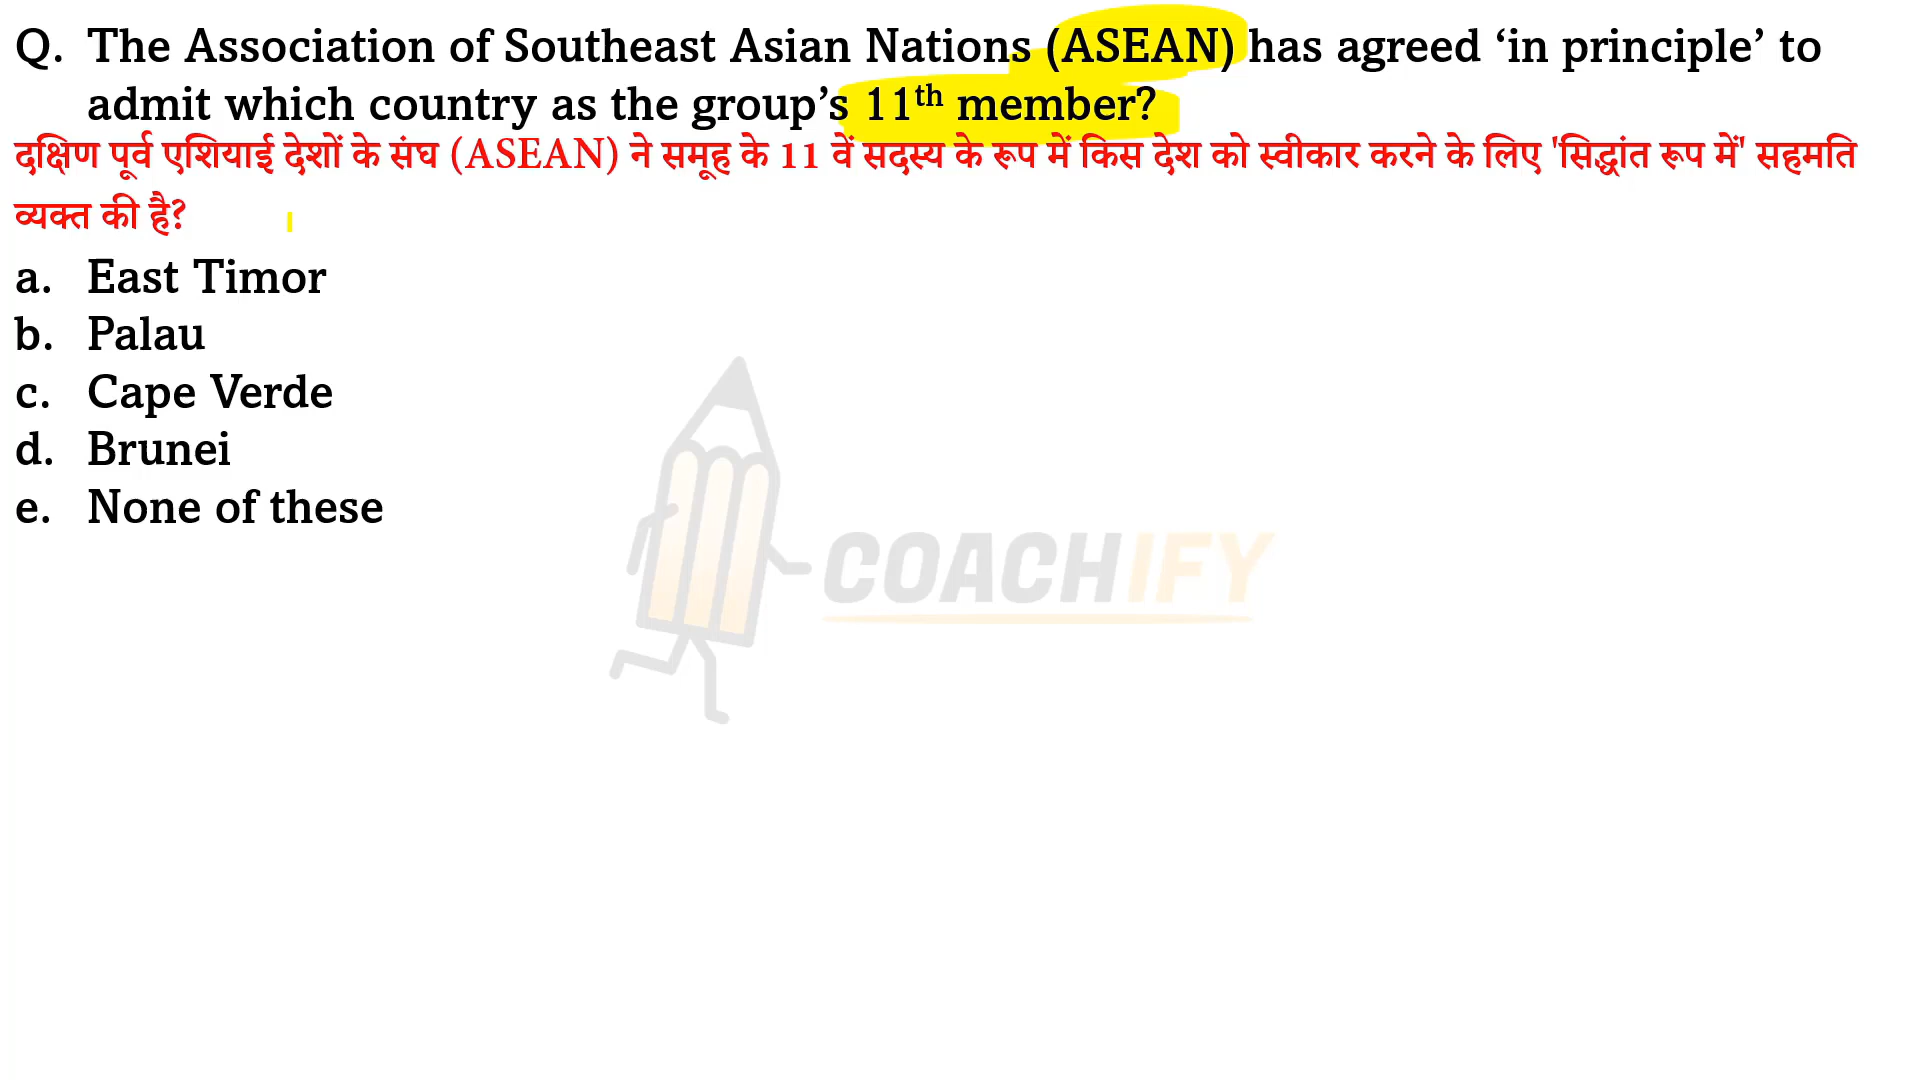 Q. The Association of Southeast Asian Nations (ASEAN) has agreed ‘in principle’ to
admit which country as the group’s 11th member?
दक्षिण पूर्व एशियाई देशों के संघ (ASEAN) ने समूह के 11 वें सदस्य के रूप में किस देश को स्वीकार करने के लिए 'सिद्धांत रूप में' सहमति
व्यक्त की है?
a. East Timor
b. Palau
c. Cape Verde
d. Brunei
e. None of these
COACHIFY